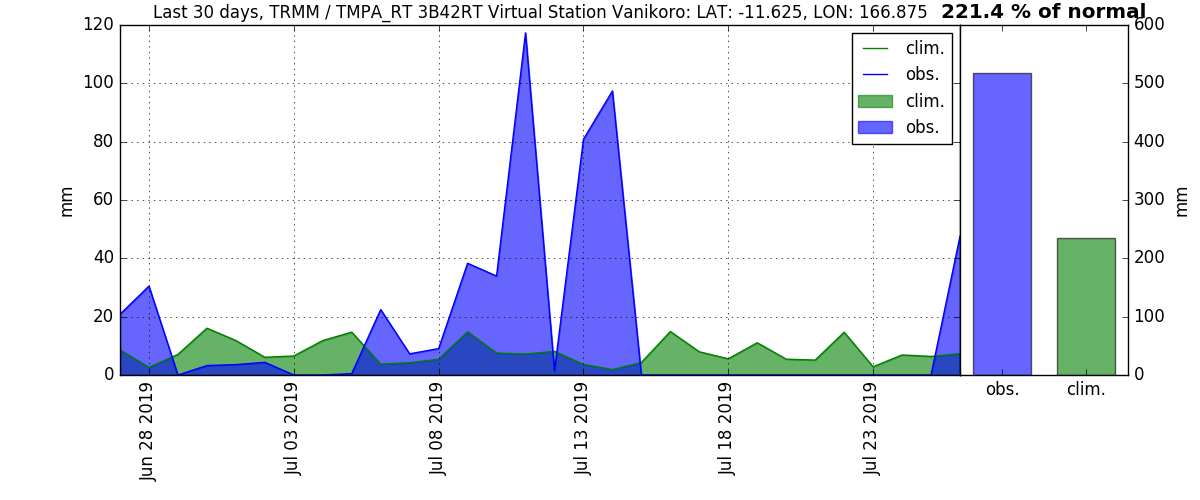 Last 30 days, TRMM / TMPA_RT 3B42RT Virtual Station Vanikoro: LAT: -11.625, LON: 166.875 221.4 % of normal
120
100
80
60
40
20
0
mm
clim.
obs.
clim.
obs.
600
500
400
300
200
100
0
mm
Jun 28 2019
Jul 03 2019
Jul 08 2019
Jul 13 2019
Jul 18 2019
Jul 23 2019
obs.
clim.